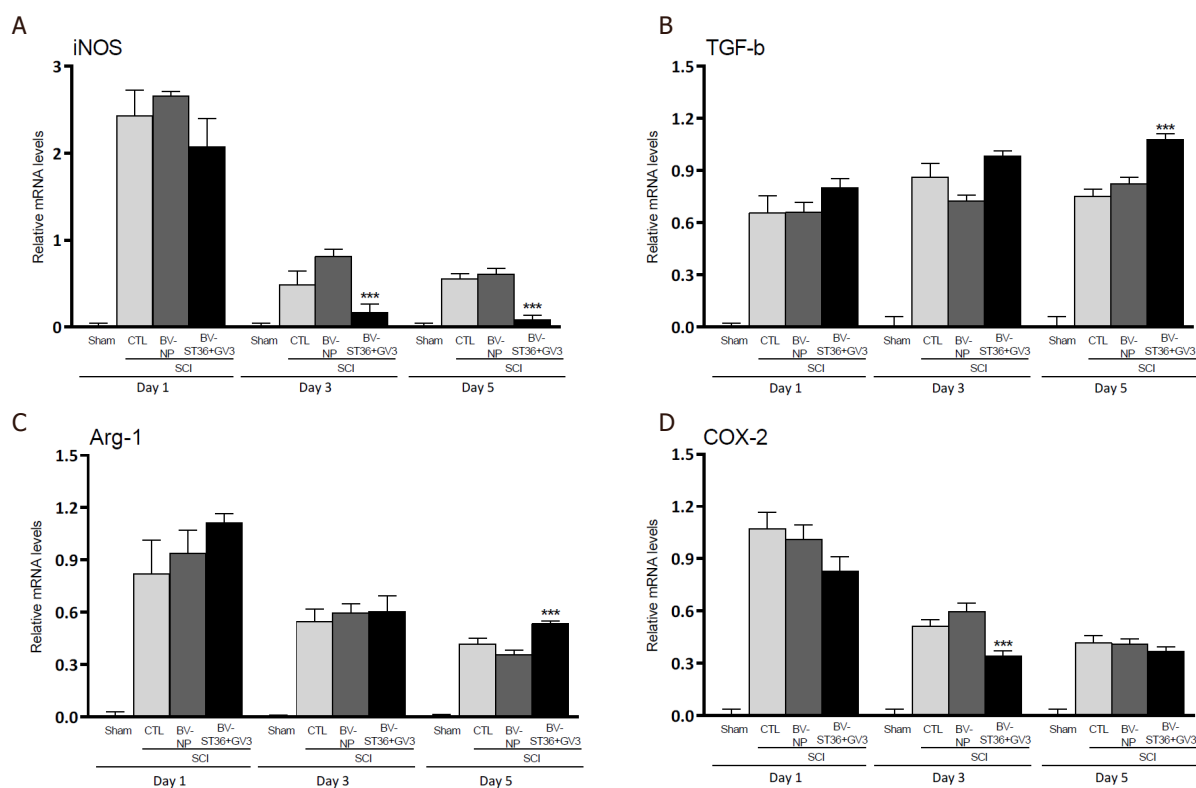 A
iNOS
Relative mRNA levels
3
2
1
0
***
***
Sham CTL BV-NP BV-ST36+GV3 Sham CTL BV-NP BV-ST36+GV3 Sham CTL BV-NP BV-ST36+GV3
SCI SCI SCI
Day 1 Day 3 Day 5
B
TGF-b
Relative mRNA levels
1.5
1.2
0.9
0.6
0.3
0.0
***
Sham CTL BV-NP BV-ST36+GV3 Sham CTL BV-NP BV-ST36+GV3 Sham CTL BV-NP BV-ST36+GV3
SCI SCI SCI
Day 1 Day 3 Day 5
C
Arg-1
Relative mRNA levels
1.5
1.2
0.9
0.6
0.3
0.0
***
Sham CTL BV-NP BV-ST36+GV3 Sham CTL BV-NP BV-ST36+GV3 Sham CTL BV-NP BV-ST36+GV3
SCI SCI SCI
Day 1 Day 3 Day 5
D
COX-2
Relative mRNA levels
1.5
1.2
0.9
0.6
0.3
0.0
***
Sham CTL BV-NP BV-ST36+GV3 Sham CTL BV-NP BV-ST36+GV3 Sham CTL BV-NP BV-ST36+GV3
SCI SCI SCI
Day 1 Day 3 Day 5